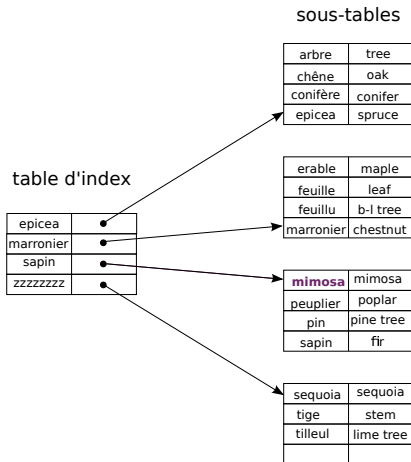 sous-tables
arbre tree
chêne oak
conifère conifer
epicea spruce
erable maple
feuille leaf
feuillu b-l tree
marronier chestnut
table d'index
epicea
marronier
sapin
zzzzzzzz
mimosa mimosa
peuplier poplar
pin pine tree
sapin fir
sequoia sequoia
tige stem
tilleul lime tree